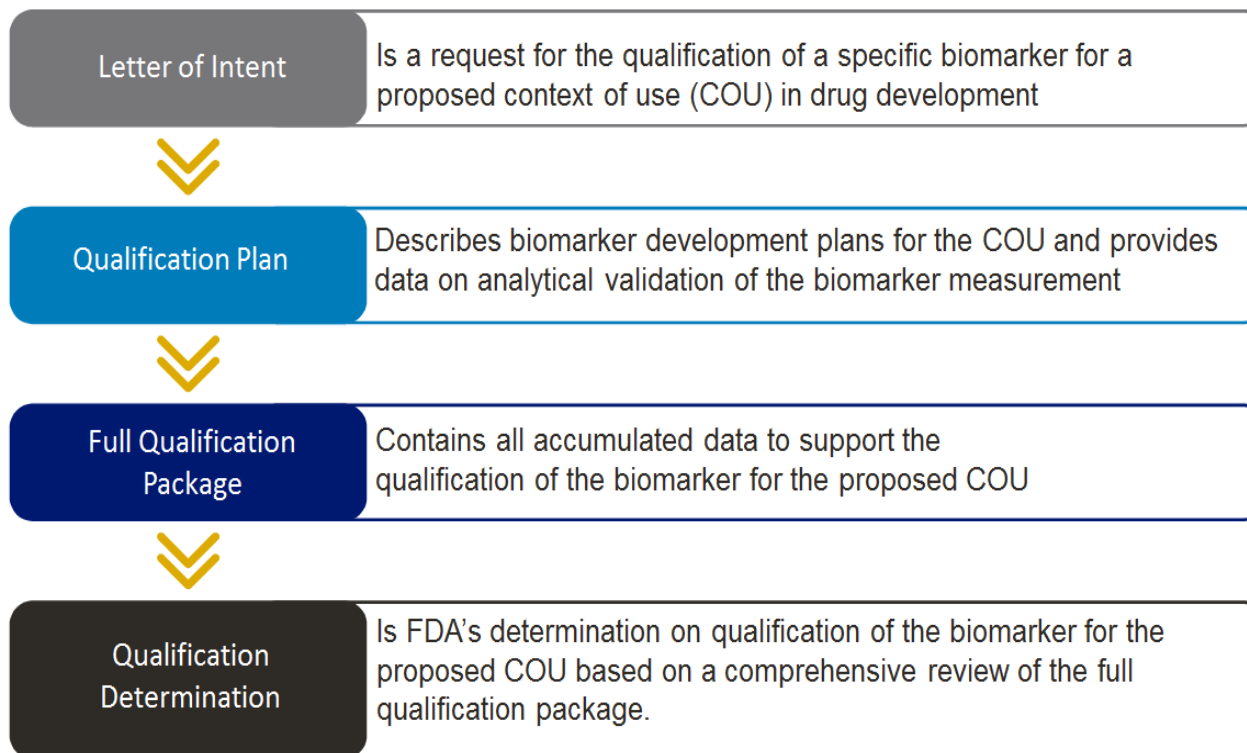 Letter of Intent
Is a request for the qualification of a specific biomarker for a
proposed context of use (COU) in drug development
Qualification Plan
Describes biomarker development plans for the COU and provides
data on analytical validation of the biomarker measurement
Full Qualification
Package
Contains all accumulated data to support the
qualification of the biomarker for the proposed COU
Qualification
Determination
Is FDA’s determination on qualification of the biomarker for the
proposed COU based on a comprehensive review of the full
qualification package.